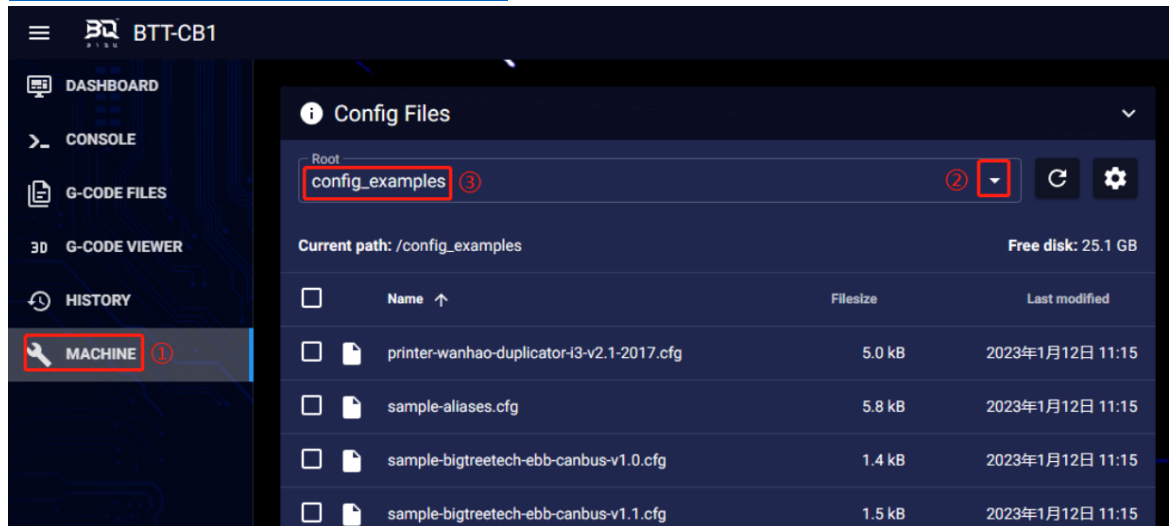 BQ BTT-CB1
DASHBOARD
CONSOLE
G-CODE FILES
3D G-CODE VIEWER
HISTORY
MACHINE ①
Config Files
Root
config_examples ③ ②
Current path: /config_examples Free disk: 25.1 GB
Name ↑ Filesize Last modified
printer-wanhao-duplicator-i3-v2.1-2017.cfg 5.0 kB 2023年1月12日 11:15
sample-aliases.cfg 5.8 kB 2023年1月12日 11:15
sample-bigtreetech-ebb-canbus-v1.0.cfg 1.4 kB 2023年1月12日 11:15
sample-bigtreetech-ebb-canbus-v1.1.cfg 1.5 kB 2023年1月12日 11:15